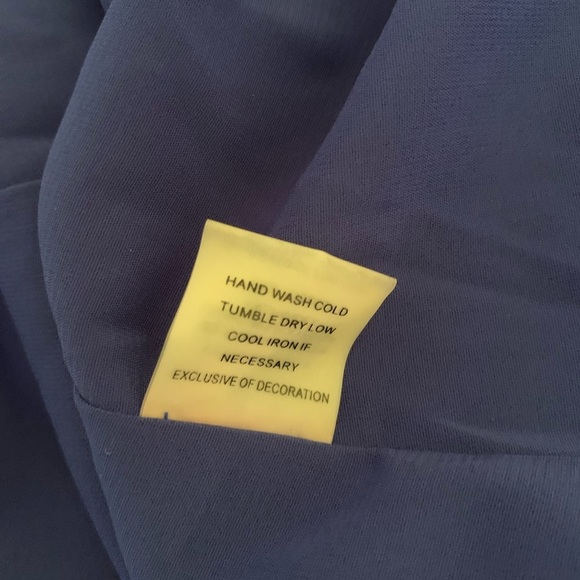 HAND WASH COLD
TUMBLE DRY LOW
COOL IRON IF
NECESSARY
EXCLUSIVE OF DECORATION